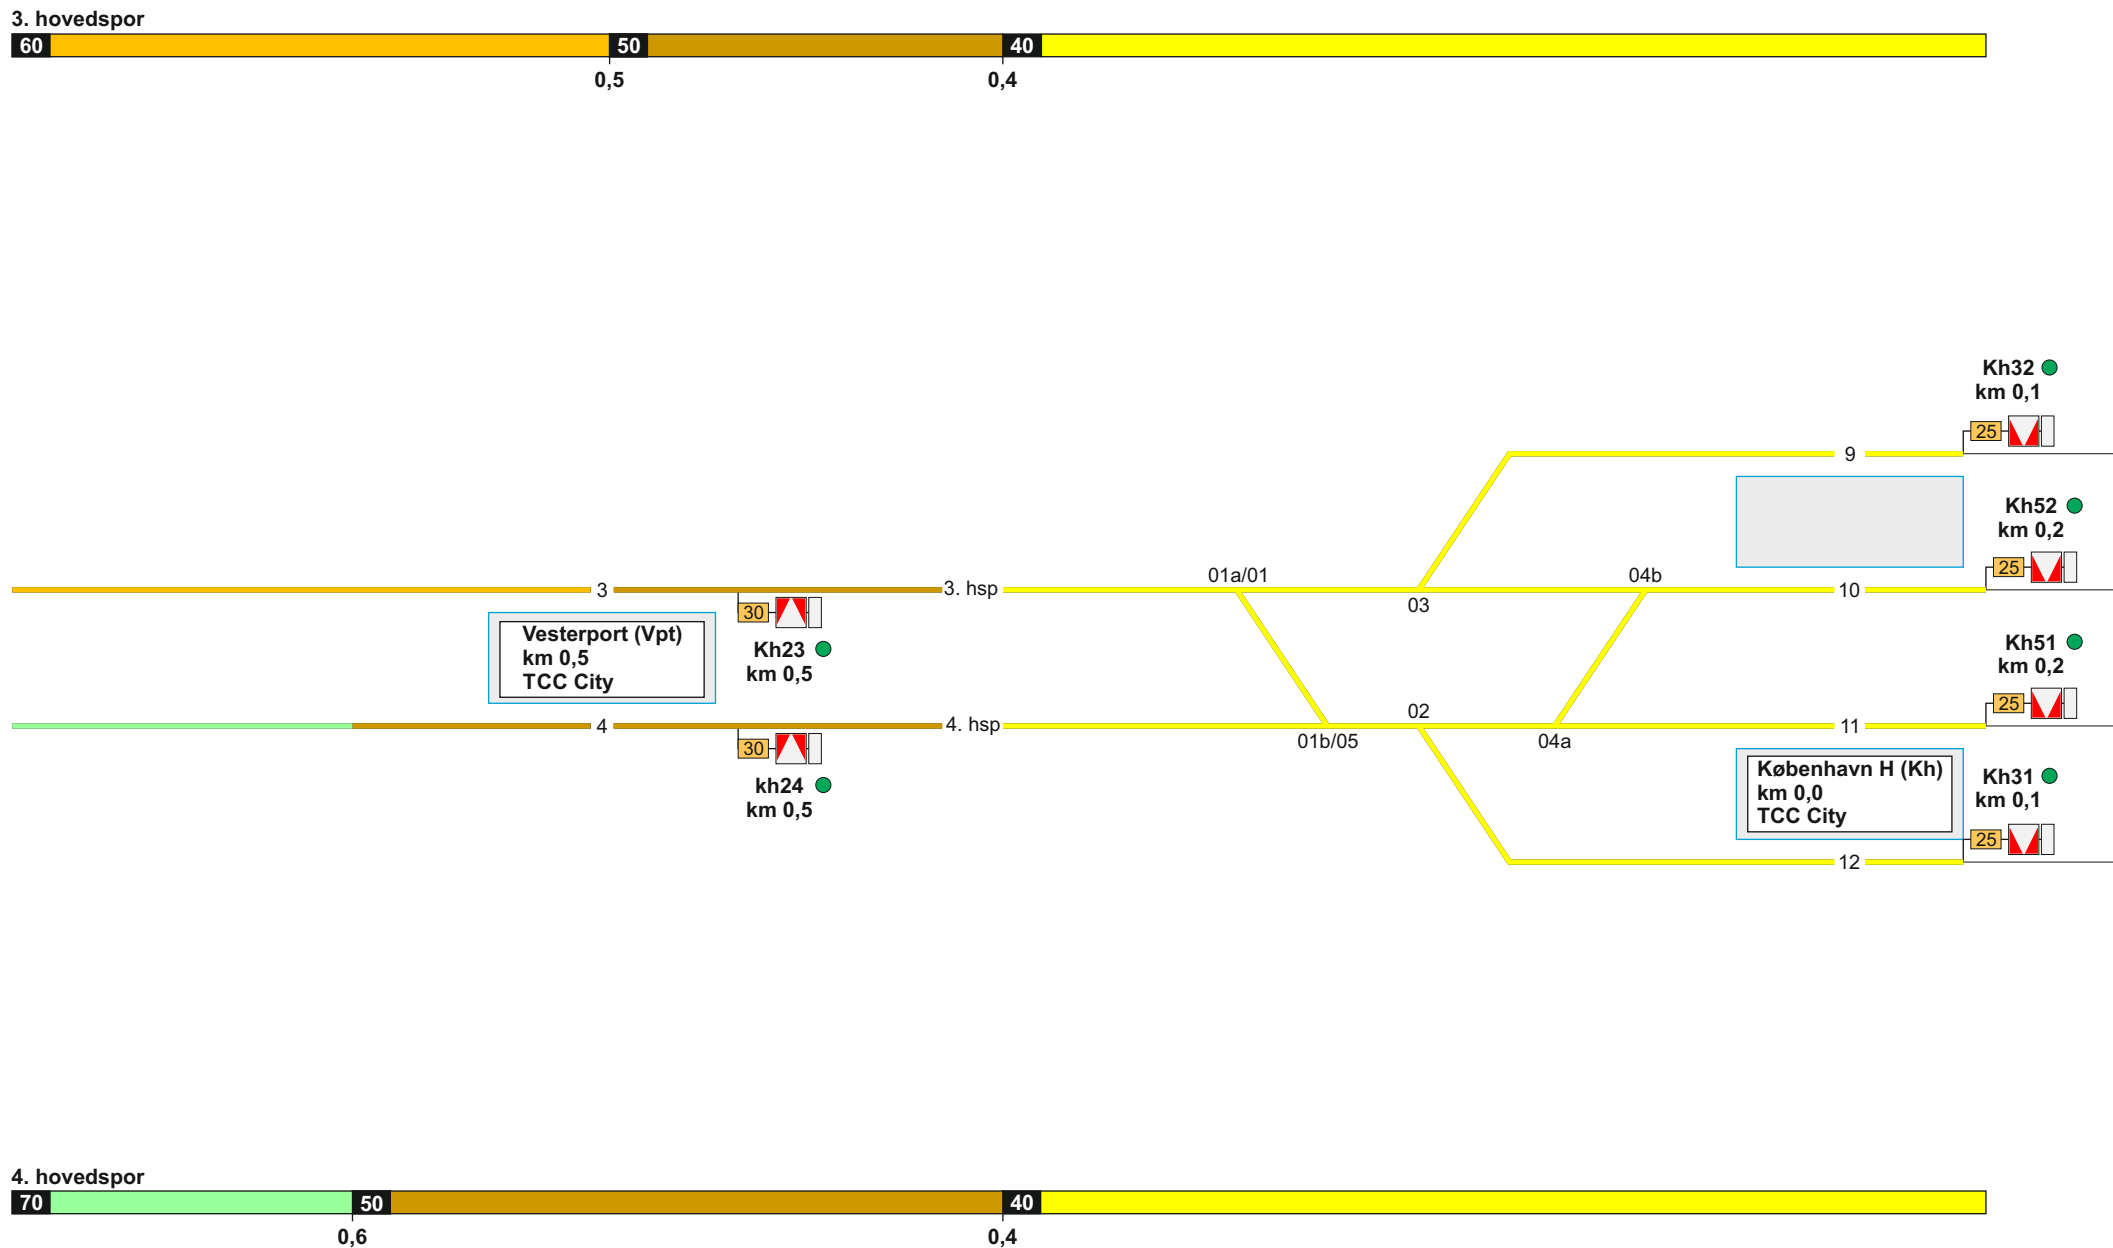 3. hovedspor
60
50
40
0,5
0,4
Kh32
km 0,1
25
9
Kh52
km 0,2
25
01a/01
04b
3
3. hsp
10
03
30
Vesterport (Vpt)
km 0,5
TCC City
Kh23
km 0,5
Kh51
km 0,2
25
02
4
4. hsp
11
01b/05
04a
30
kh24
km 0,5
København H (Kh)
km 0,0
TCC City
Kh31
km 0,1
25
12
4. hovedspor
70
50
40
0,6
0,4